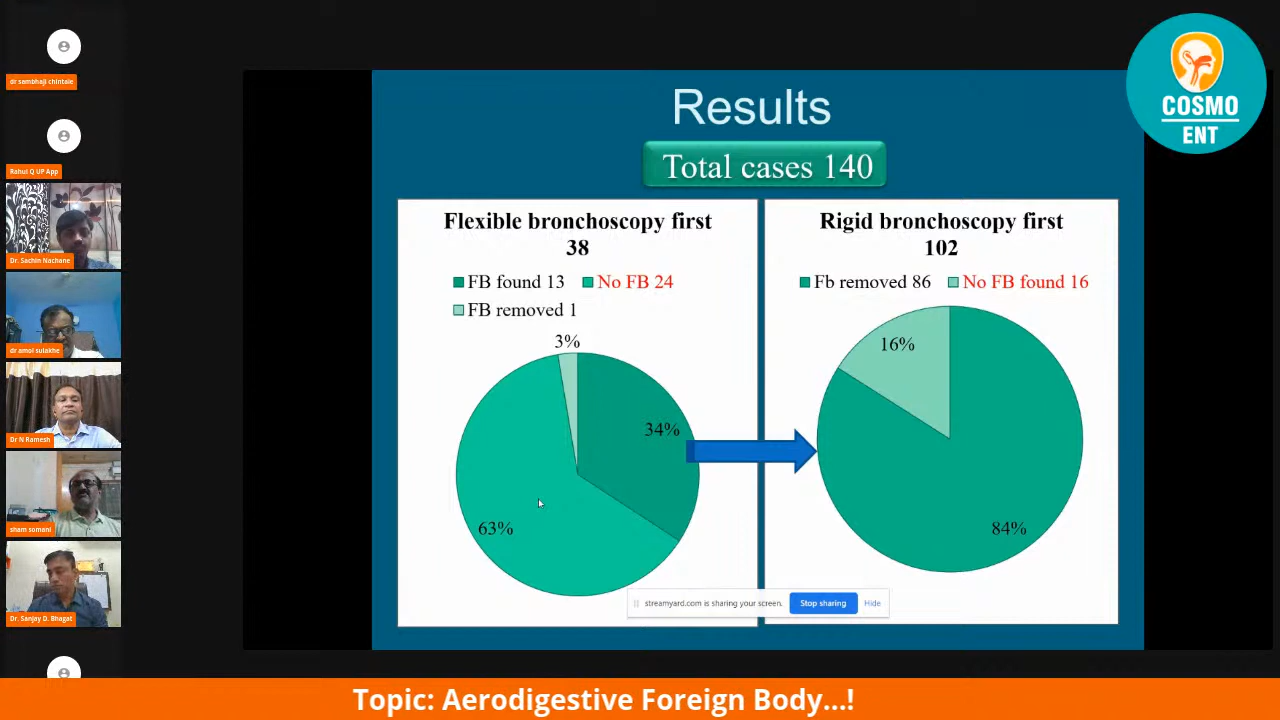 dr sambhaji chintale
Rahul Q UP App
Dr. Sachin Nachane
dr amol sulakhe
Dr N Ramesh
sham somani
Dr. Sanjay D. Bhagat
COSMO
ENT
Results
Total cases 140
Flexible bronchoscopy first
38
FB found 13 No FB 24
FB removed 1
3%
34%
63%
Rigid bronchoscopy first
102
Fb removed 86 No FB found 16
16%
84%
streamyard.com is sharing your screen. Stop sharing Hide
Topic: Aerodigestive Foreign Body...!